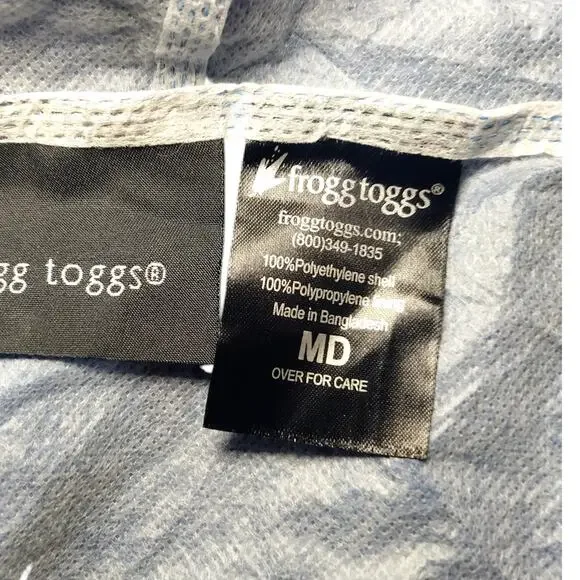 gg toggs®
frogg toggs®
froggtoggs.com;
(800)349-1835
100%Polyethylene shell
100%Polypropylene lining
Made in Bangladesh
MD
OVER FOR CARE